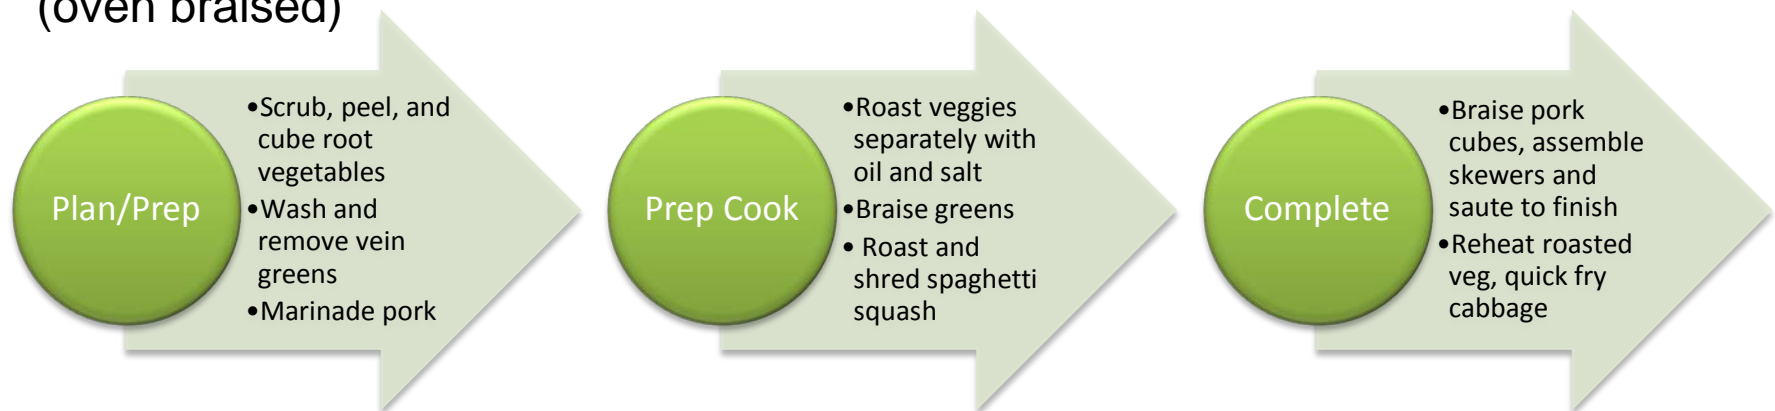 (oven braised)
Plan/Prep
•Scrub, peel, and
cube root
vegetables
•Wash and
remove vein
greens
•Marinade pork
Prep Cook
•Roast veggies
separately with
oil and salt
•Braise greens
• Roast and
shred spaghetti
squash
Complete
•Braise pork
cubes, assemble
skewers and
saute to finish
•Reheat roasted
veg, quick fry
cabbage